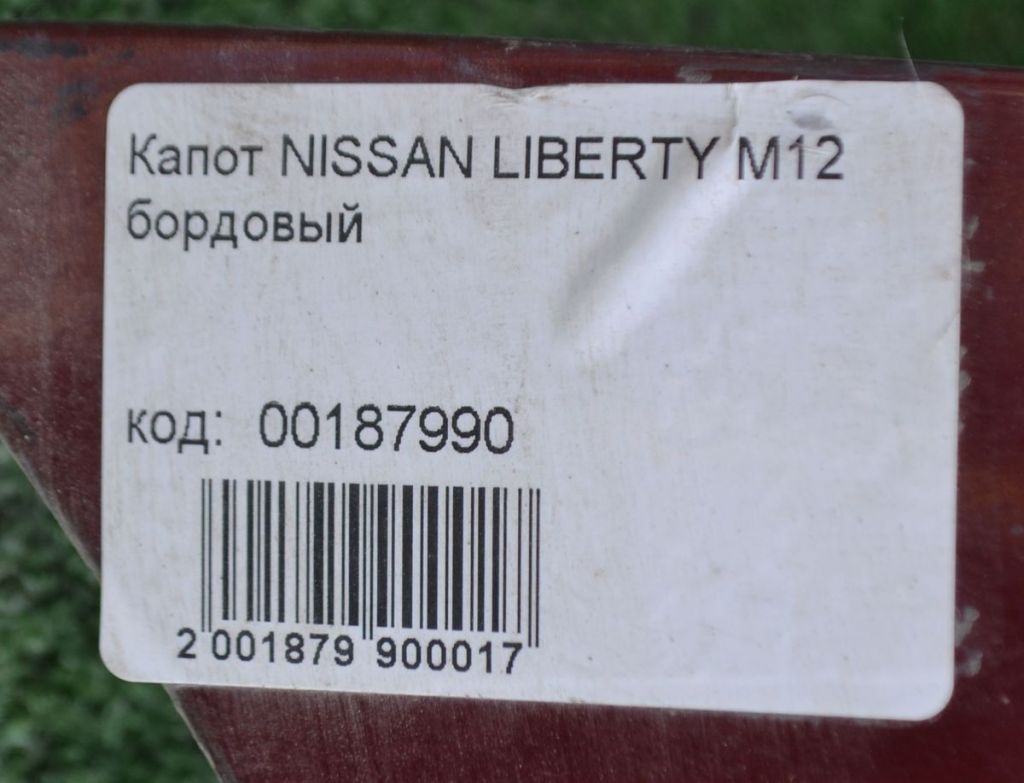 Капот NISSAN LIBERTY M12
бордовый
код: 00187990
2 001879 900017